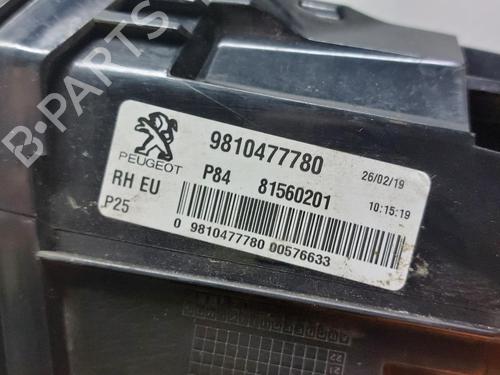 B-PARTS
PEUGEOT
9810477780
26/02/19
RH EU
P84
81560201
10:15:19
P25
0 9810477780 00576633